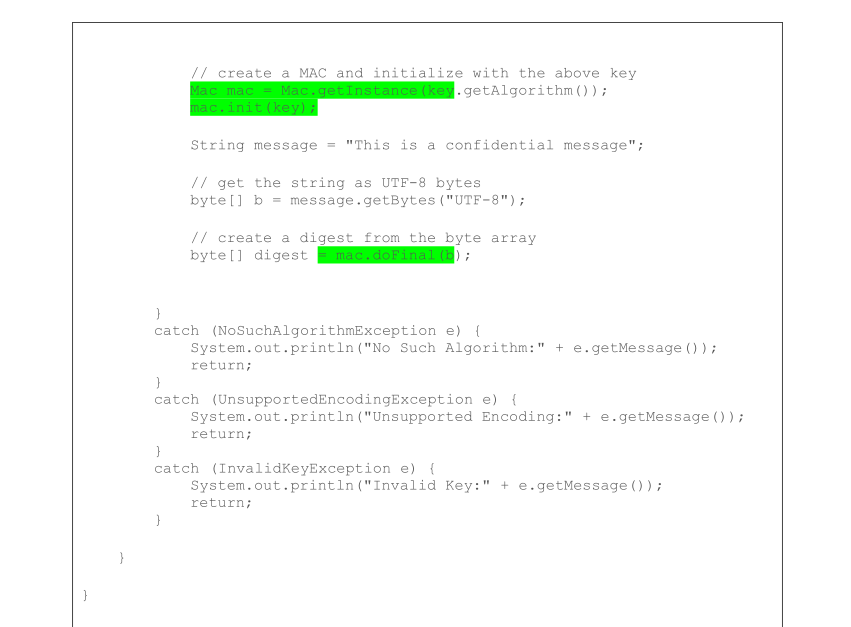 // create a MAC and initialize with the above key
Mac mac = Mac.getInstance(key.getAlgorithm());
mac.init(key);
String message = "This is a confidential message";
// get the string as UTF-8 bytes
byte[] b = message.getBytes("UTF-8");
// create a digest from the byte array
byte[] digest = mac.doFinal(b);
}
catch (NoSuchAlgorithmException e) {
System.out.println("No Such Algorithm:" + e.getMessage());
return;
}
catch (UnsupportedEncodingException e) {
System.out.println("Unsupported Encoding:" + e.getMessage());
return;
}
catch (InvalidKeyException e) {
System.out.println("Invalid Key:" + e.getMessage());
return;
}
}
}